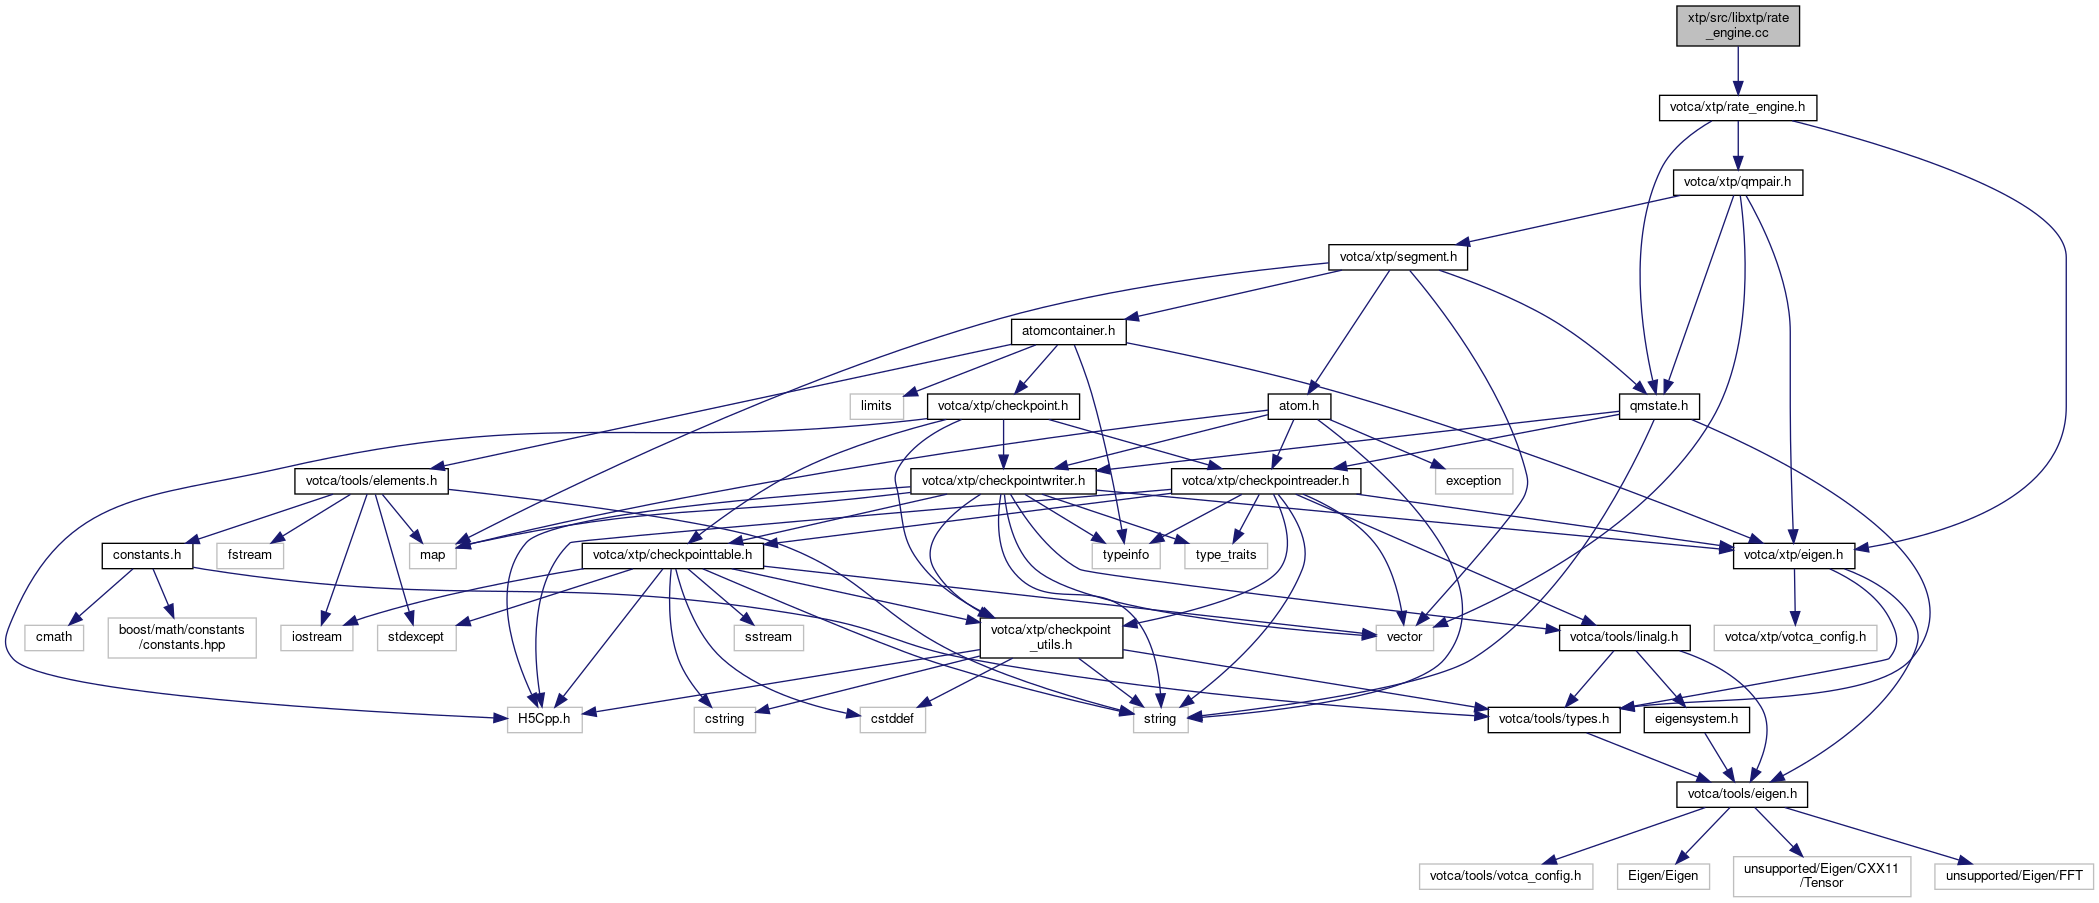 xtp/src/libxtp/rate
_engine.cc
votca/xtp/rate_engine.h
votca/xtp/qmpair.h
votca/xtp/segment.h
atomcontainer.h
limits
votca/xtp/checkpoint.h
atom.h
qmstate.h
votca/tools/elements.h
votca/xtp/checkpointwriter.h
votca/xtp/checkpointreader.h
exception
constants.h
fstream
map
votca/xtp/checkpointtable.h
typeinfo
type_traits
votca/xtp/eigen.h
cmath
boost/math/constants
/constants.hpp
iostream
stdexcept
sstream
votca/xtp/checkpoint
_utils.h
vector
votca/tools/linalg.h
votca/xtp/votca_config.h
H5Cpp.h
cstring
cstddef
string
votca/tools/types.h
eigensystem.h
votca/tools/eigen.h
votca/tools/votca_config.h
Eigen/Eigen
unsupported/Eigen/CXX11
/Tensor
unsupported/Eigen/FFT